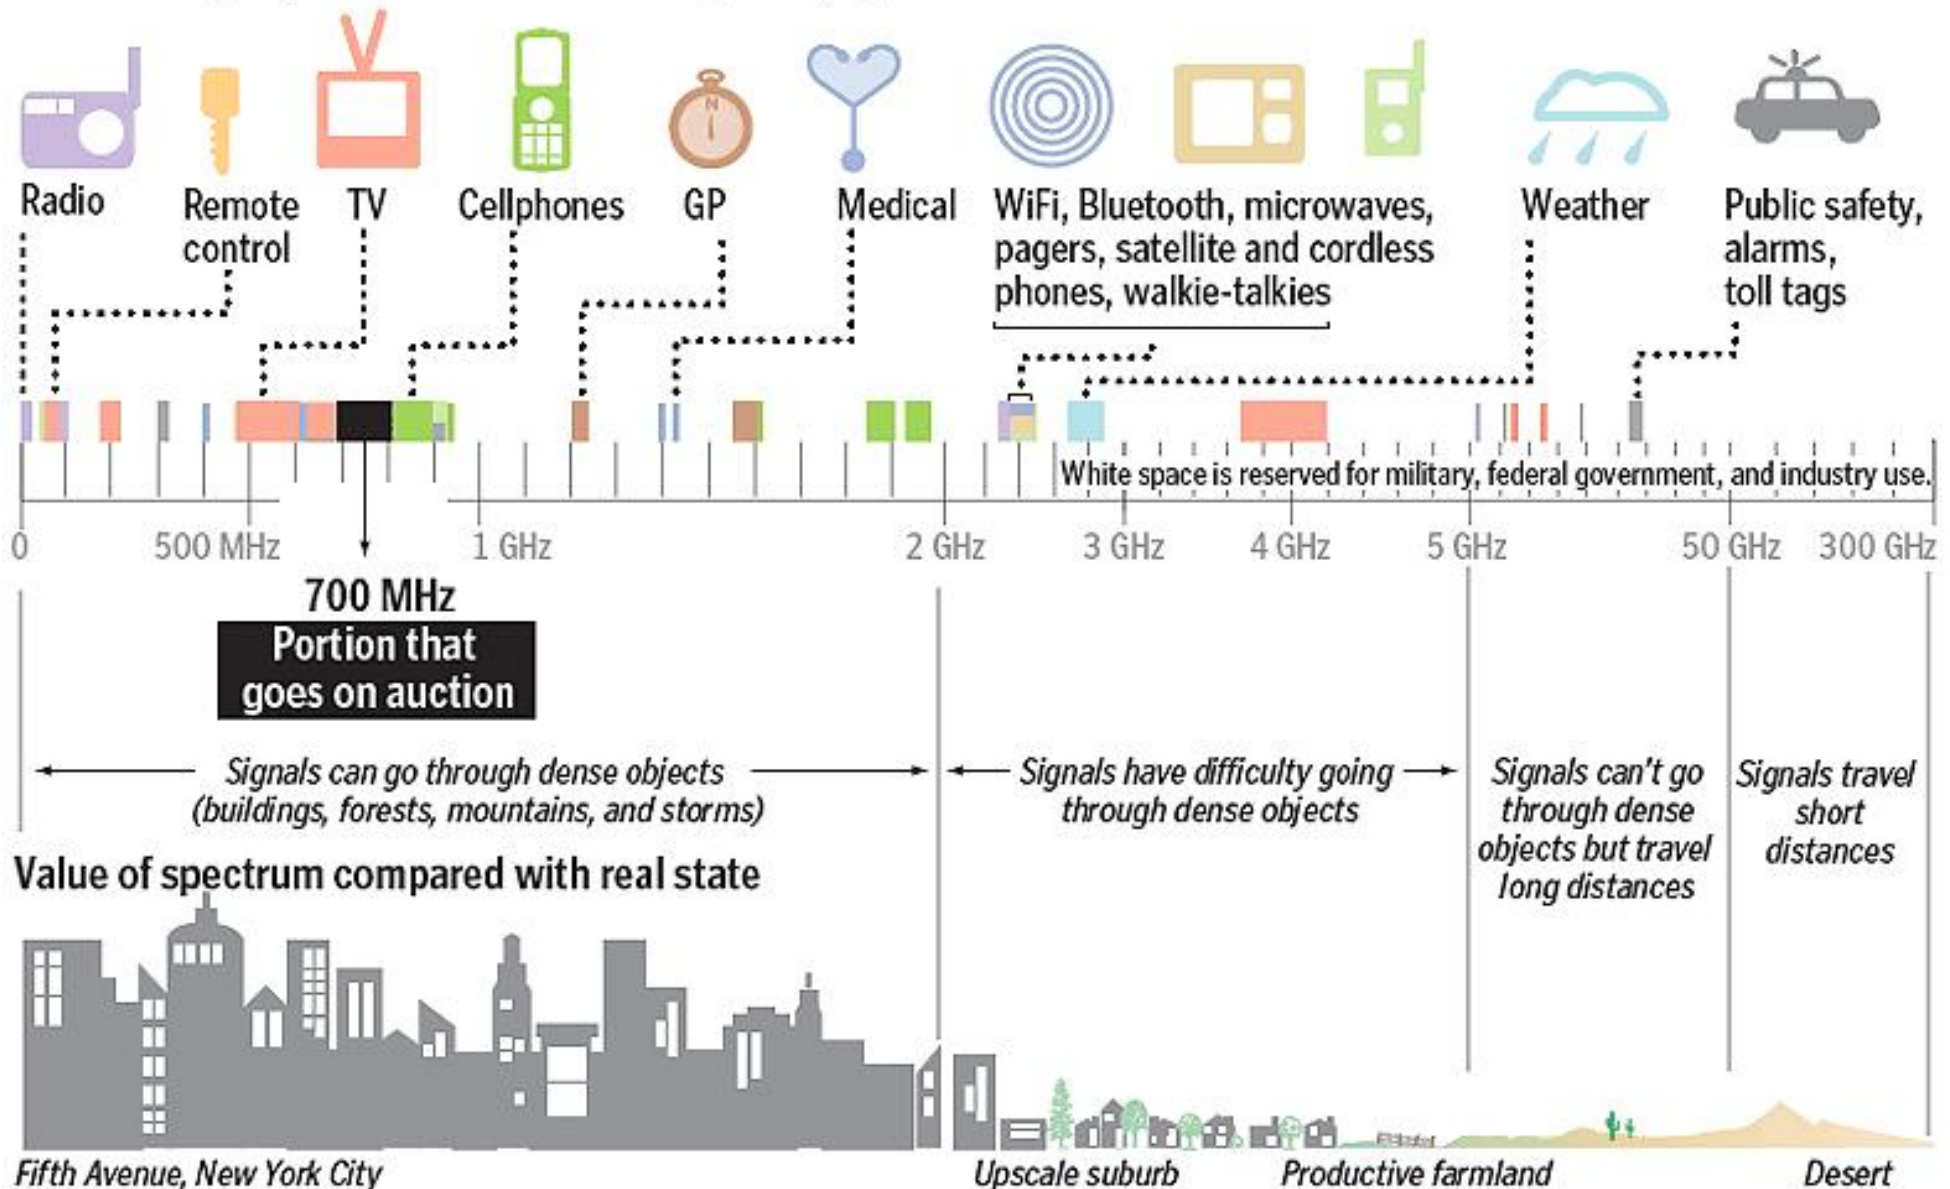 Radio
Remote
control
TV
Cellphones
GP
Medical
WiFi, Bluetooth, microwaves,
pagers, satellite and cordless
phones, walkie-talkies
Weather
Public safety,
alarms,
toll tags
N
White space is reserved for military, federal government, and industry use.
0
500 MHz
1 GHz
2 GHz
3 GHz
4 GHz
5 GHz
50 GHz
300 GHz
700 MHz
Portion that
goes on auction
Signals can go through dense objects
(buildings, forests, mountains, and storms)
Signals have difficulty going
through dense objects
Signals can't go
through dense
objects but travel
long distances
Signals travel
short
distances
Value of spectrum compared with real state
Fifth Avenue, New York City
Upscale suburb
Productive farmland
Desert